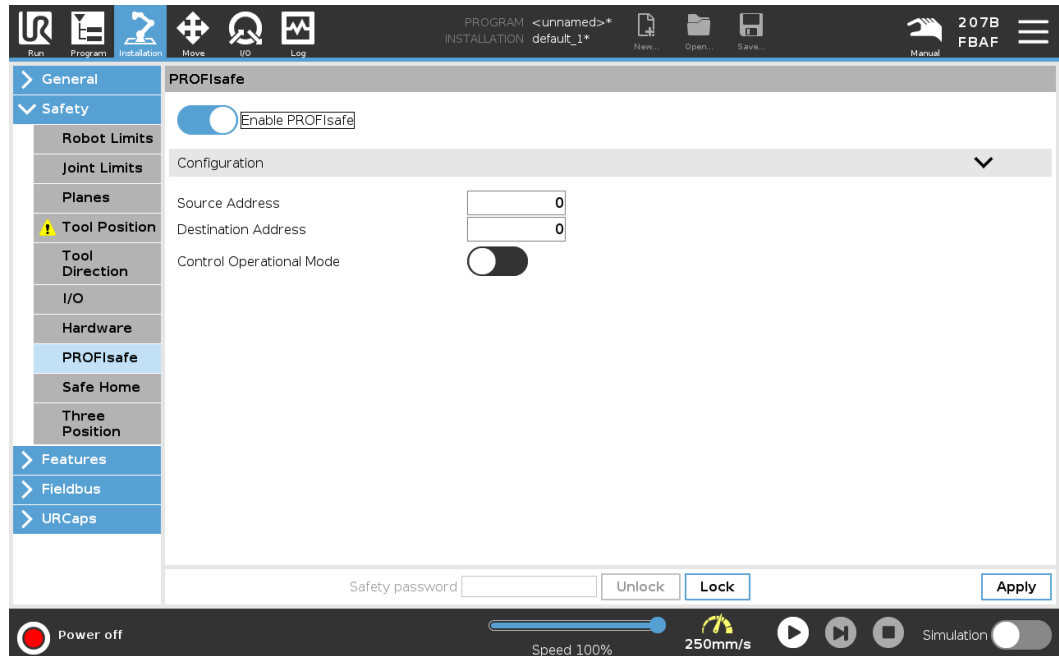 UR
Run
Program
Installation
Move
I/O
Log
PROGRAM <unnamed>*
INSTALLATION default_1*
New...
Open...
Save...
Manual
207B
FBAF
General
Safety
Robot Limits
Joint Limits
Planes
Tool Position
Tool
Direction
I/O
Hardware
PROFIsafe
Safe Home
Three
Position
Features
Fieldbus
URCaps
PROFIsafe
Enable PROFIsafe
Configuration
Source Address 0
Destination Address 0
Control Operational Mode
Safety password Unlock Lock Apply
Power off
Speed 100%
250mm/s
Simulation